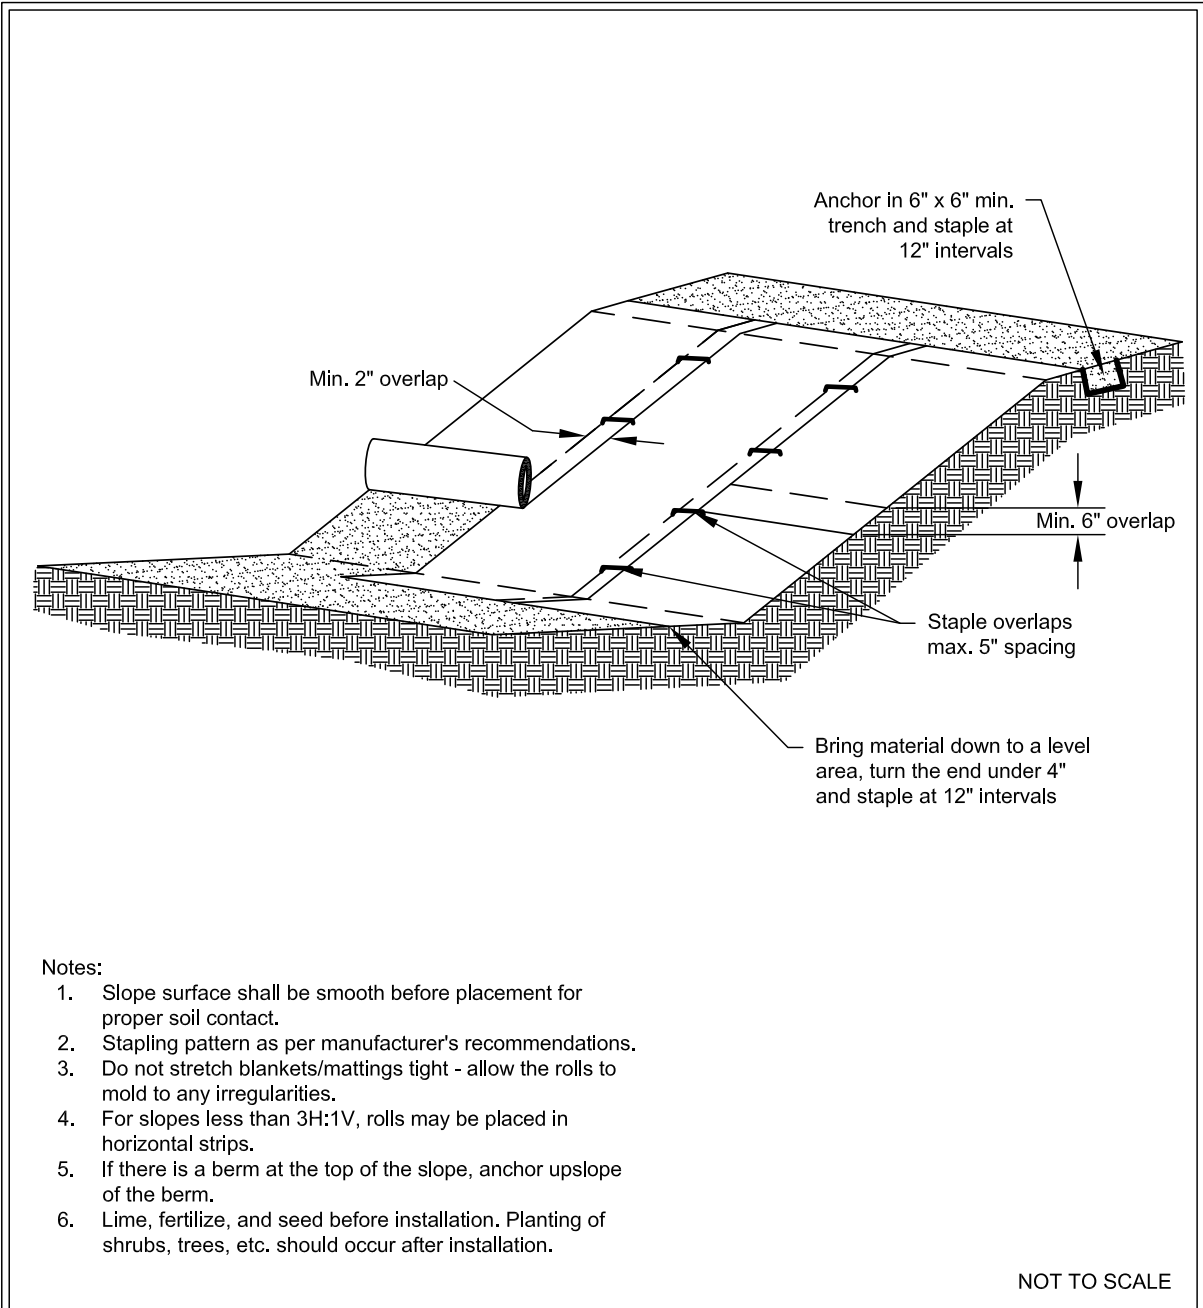 Anchor in 6" x 6" min.
trench and staple at
12" intervals
Min. 2" overlap
Min. 6" overlap
Staple overlaps
max. 5" spacing
Bring material down to a level
area, turn the end under 4"
and staple at 12" intervals
Notes:
1. Slope surface shall be smooth before placement for
proper soil contact.
2. Stapling pattern as per manufacturer's recommendations.
3. Do not stretch blankets/mattings tight - allow the rolls to
mold to any irregularities.
4. For slopes less than 3H:1V, rolls may be placed in
horizontal strips.
5. If there is a berm at the top of the slope, anchor upslope
of the berm.
6. Lime, fertilize, and seed before installation. Planting of
shrubs, trees, etc. should occur after installation.
NOT TO SCALE